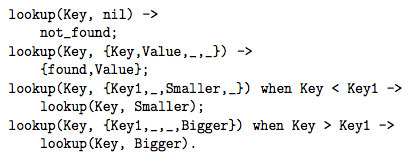 lookup(Key, nil) ->
    not_found;
lookup(Key, {Key,Value,_,_}) ->
    {found,Value};
lookup(Key, {Key1,_,Smaller,_}) when Key < Key1 ->
    lookup(Key, Smaller);
lookup(Key, {Key1,_,_,Bigger}) when Key > Key1 ->
    lookup(Key, Bigger).